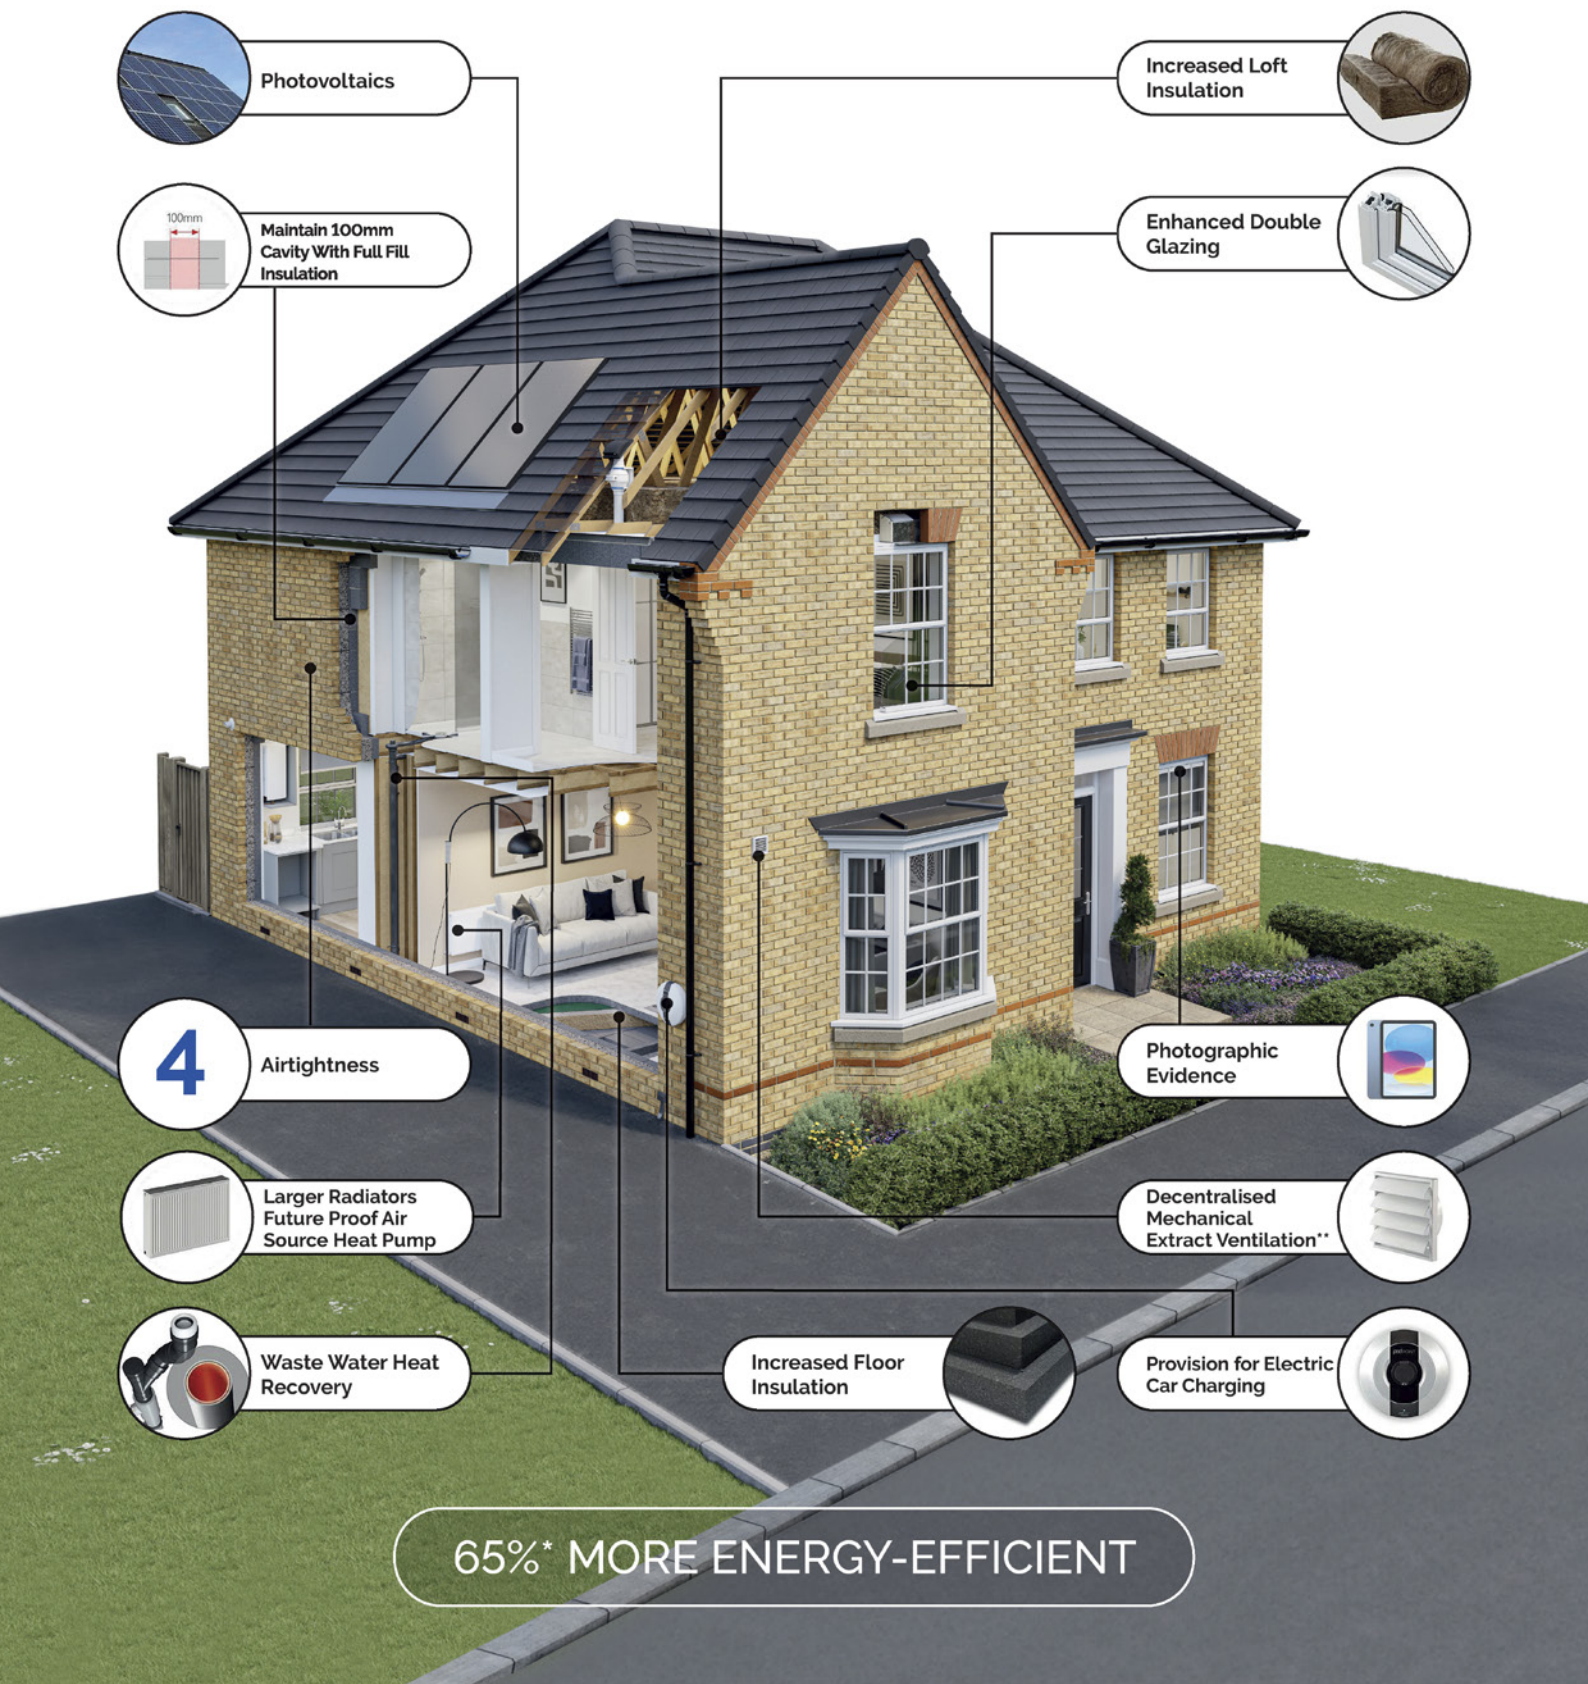 Photovoltaics
Increased Loft
Insulation
100mm
Maintain 100mm
Cavity With Full Fill
Insulation
Enhanced Double
Glazing
4
Airtightness
Photographic
Evidence
Larger Radiators
Future Proof Air
Source Heat Pump
Decentralised
Mechanical
Extract Ventilation**
Waste Water Heat
Recovery
Increased Floor
Insulation
Provision for Electric
Car Charging
65%* MORE ENERGY-EFFICIENT